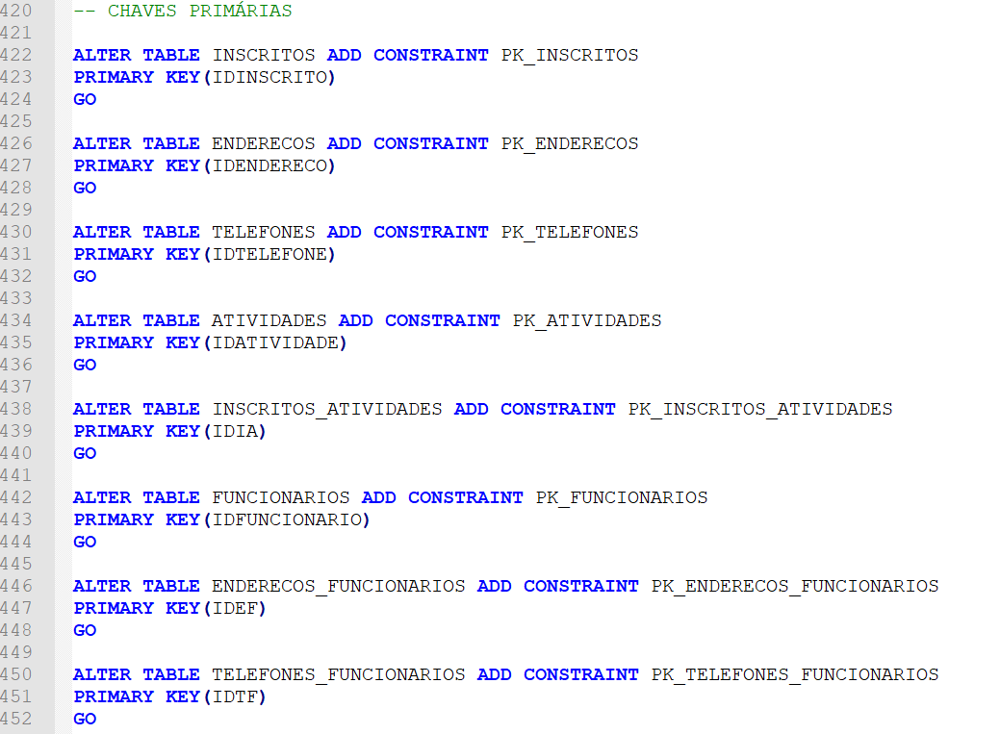 420 -- CHAVES PRIMÁRIAS
421
422 ALTER TABLE INSCRITOS ADD CONSTRAINT PK_INSCRITOS
423 PRIMARY KEY(IDINSCRITO)
424 GO
425
426 ALTER TABLE ENDERECOS ADD CONSTRAINT PK_ENDERECOS
427 PRIMARY KEY(IDENDERECO)
428 GO
429
430 ALTER TABLE TELEFONES ADD CONSTRAINT PK_TELEFONES
431 PRIMARY KEY(IDTELEFONE)
432 GO
433
434 ALTER TABLE ATIVIDADES ADD CONSTRAINT PK_ATIVIDADES
435 PRIMARY KEY(IDATIVIDADE)
436 GO
437
438 ALTER TABLE INSCRITOS_ATIVIDADES ADD CONSTRAINT PK_INSCRITOS_ATIVIDADES
439 PRIMARY KEY(IDIA)
440 GO
441
442 ALTER TABLE FUNCIONARIOS ADD CONSTRAINT PK_FUNCIONARIOS
443 PRIMARY KEY(IDFUNCIONARIO)
444 GO
445
446 ALTER TABLE ENDERECOS_FUNCIONARIOS ADD CONSTRAINT PK_ENDERECOS_FUNCIONARIOS
447 PRIMARY KEY(IDEF)
448 GO
449
450 ALTER TABLE TELEFONES_FUNCIONARIOS ADD CONSTRAINT PK_TELEFONES_FUNCIONARIOS
451 PRIMARY KEY(IDTF)
452 GO